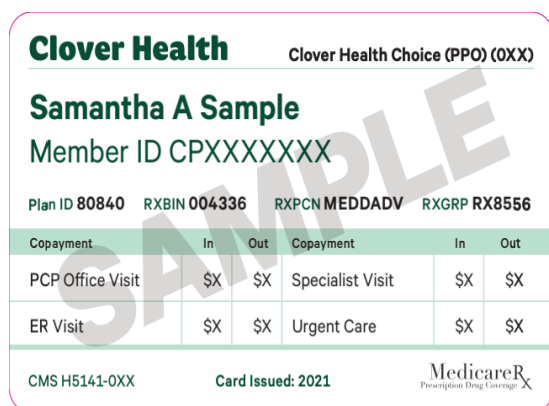 Clover Health
Clover Health Choice (PPO) (0XX)
Samantha A Sample
Member ID CPXXXXXXX
Plan ID 80840 RXBIN 004336 RXPCN MEDDADV RXGRP RX8556
Copayment In Out Copayment In Out
PCP Office Visit $X $X Specialist Visit $X $X
ER Visit $X $X Urgent Care $X $X
CMS H5141-0XX Card Issued: 2021 MedicareRx
Prescription Drug Coverage
SAMPLE